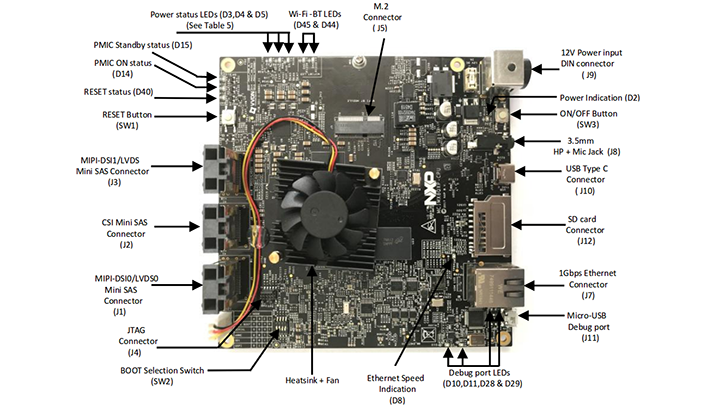 Power status LEDs (D3,D4 & D5)
(See Table 5)
Wi-Fi -BT LEDs
(D45 & D44)
M.2
Connector
(J5)
PMIC Standby status (D15)
PMIC ON status
(D14)
RESET status (D40)
RESET Button
(SW1)
MIPI-DSI1/LVDS
Mini SAS Connector
(J3)
CSI Mini SAS
Connector
(J2)
MIPI-DSI0/LVDS0
Mini SAS
Connector
(J1)
JTAG
Connector
(J4)
BOOT Selection Switch
(SW2)
Heatsink + Fan
Ethernet Speed
Indication
(D8)
Debug port LEDs
(D10,D11,D28 & D29)
12V Power input
DIN connector
(J9)
Power Indication (D2)
ON/OFF Button
(SW3)
3.5mm
HP + Mic Jack (J8)
USB Type C
Connector
(J10)
SD card
Connector
(J12)
1Gbps Ethernet
Connector
(J7)
Micro-USB
Debug port
(J11)
NXP